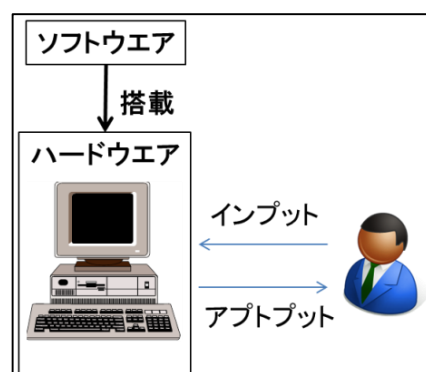 ソフトウエア
搭載
ハードウエア
インプット
アプトプット